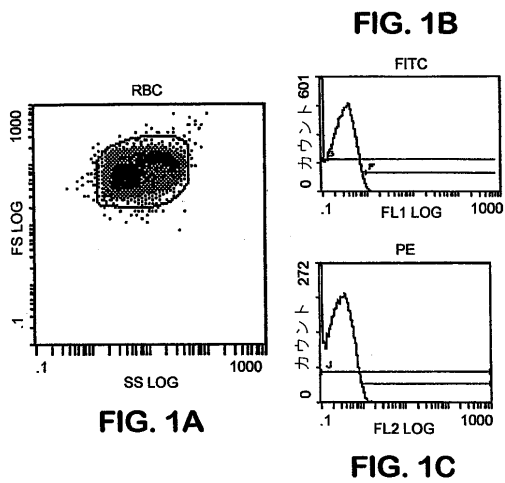 FIG. 1B
RBC
1000
FS LOG
.1
.1
1000
SS LOG
FIG. 1A
FITC
601
カウント
0
F
.1
1000
FL1 LOG
PE
272
カウント
0
J
.1
1000
FL2 LOG
FIG. 1C